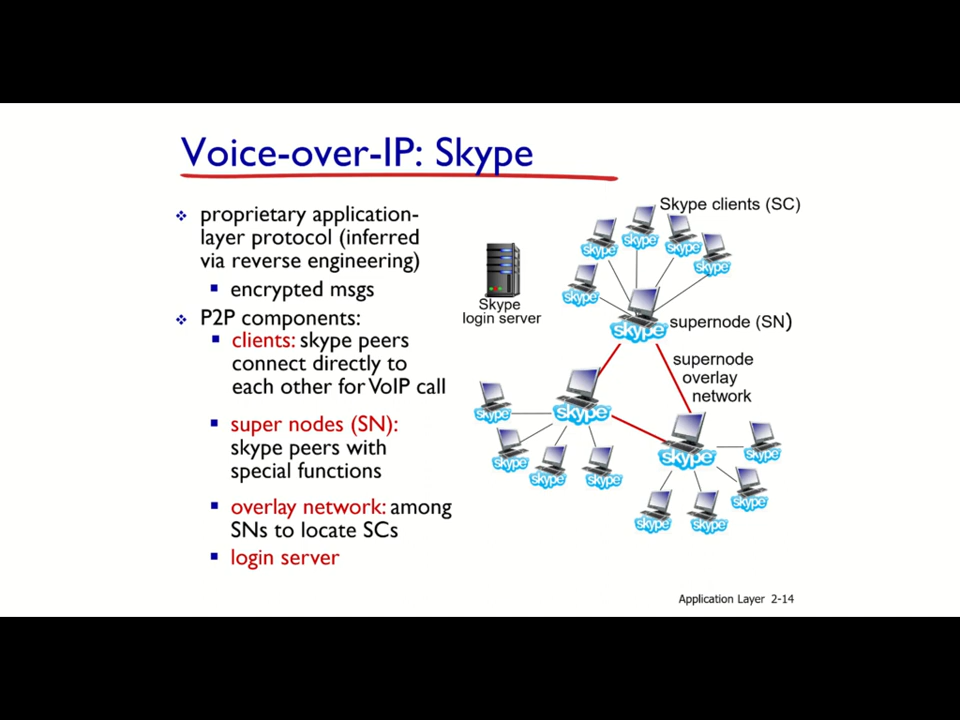 Voice-over-IP: Skype
proprietary application-
layer protocol (inferred
via reverse engineering)
encrypted msgs
P2P components:
clients: skype peers
connect directly to
each other for VoIP call
super nodes (SN):
skype peers with
special functions
overlay network: among
SNs to locate SCs
login server
Skype clients (SC)
skype
skype
skype
skype
skype
Skype
login server
skype
supernode (SN)
supernode
overlay
network
skype
skype
skype
skype
skype
skype
skype
skype
skype
skype
Application Layer 2-14